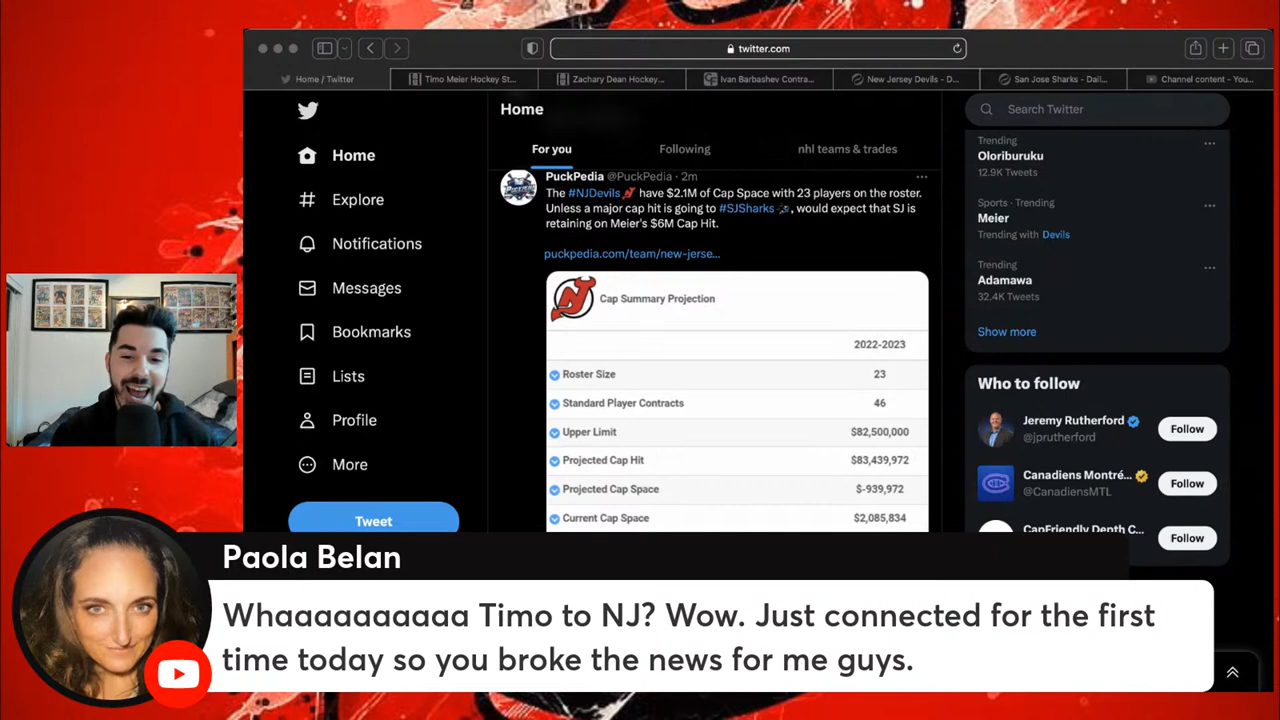 twitter.com
Home / Twitter
Timo Meier Hockey St...
Zachary Dean Hockey...
Ivan Barbashev Contra...
New Jersey Devils - D...
San Jose Sharks - Dail...
Channel content - You...
Home
For you
Following
nhl teams & trades
Home
Explore
Notifications
Messages
Bookmarks
Lists
Profile
More
Tweet
PuckPedia @PuckPedia · 2m
The #NJDevils have $2.1M of Cap Space with 23 players on the roster.
Unless a major cap hit is going to #SJSharks, would expect that SJ is
retaining on Meier's $6M Cap Hit.
puckpedia.com/team/new-jerse...
Cap Summary Projection
2022-2023
Roster Size 23
Standard Player Contracts 46
Upper Limit $82,500,000
Projected Cap Hit $83,439,972
Projected Cap Space $-939,972
Current Cap Space $2,085,834
Search Twitter
Trending
Oloriburuku
12.9K Tweets
Sports · Trending
Meier
Trending with Devils
Trending
Adamawa
32.4K Tweets
Show more
Who to follow
Jeremy Rutherford
@jprutherford
Follow
Canadiens Montré...
@CanadiensMTL
Follow
CapFriendly Depth C...
Follow
Paola Belan
Whaaaaaaaaaa Timo to NJ? Wow. Just connected for the first
time today so you broke the news for me guys.